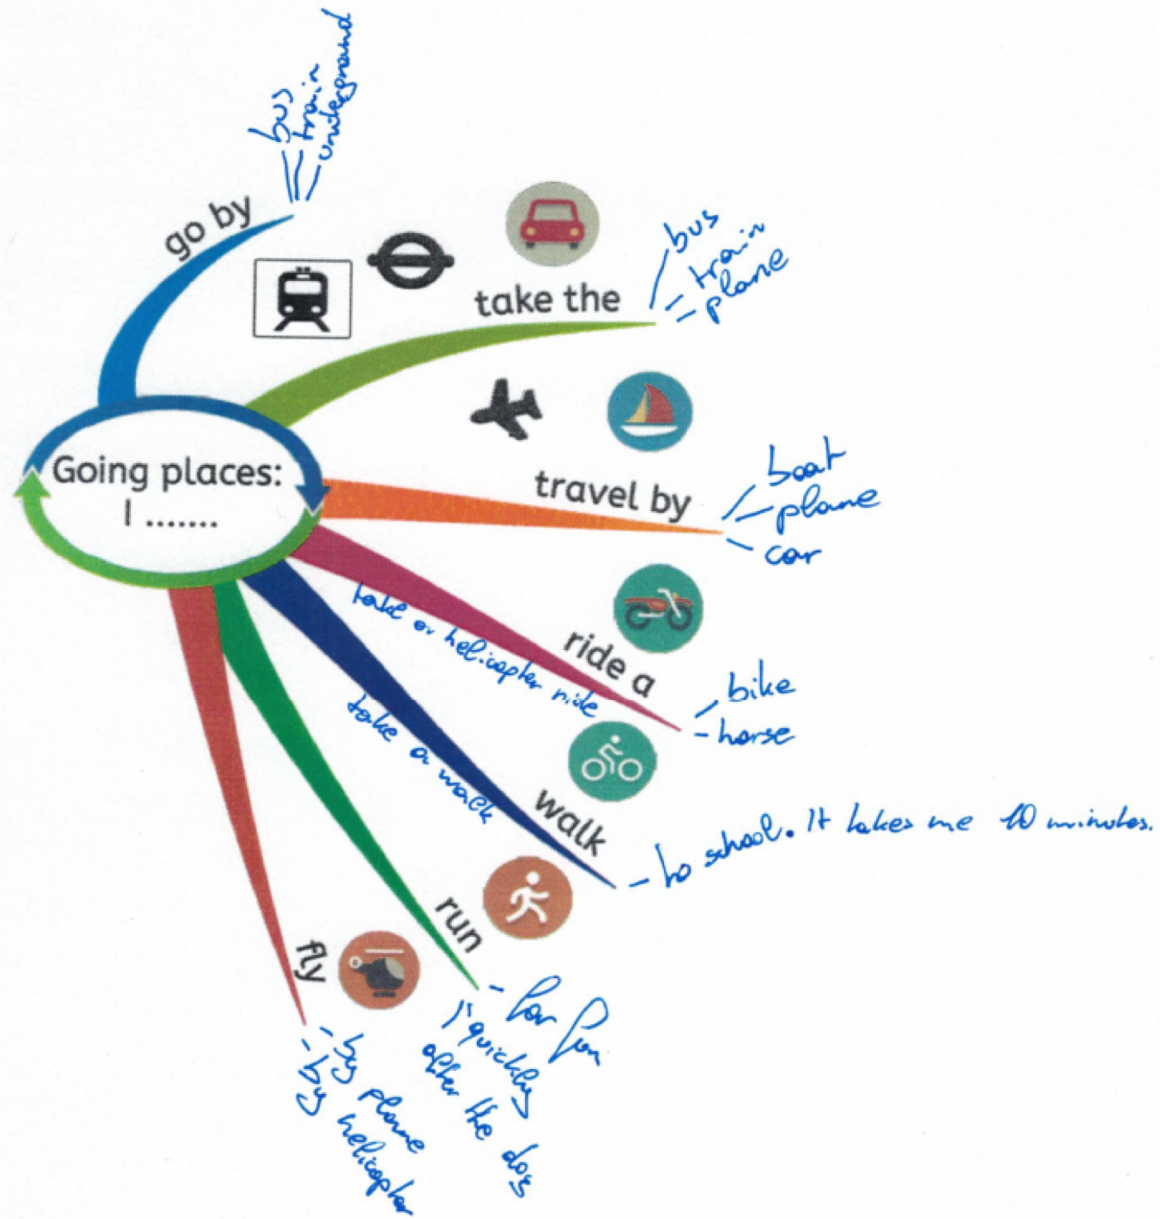 bus
train
underground
go by
take the
bus
train
plane
Going places:
I .......
travel by
boat
plane
car
ride a
bike
horse
take a helicopter ride
walk
to school. It takes me 10 minutes.
take a walk
run
for fun
quickly
after the dog
fly
by plane
by helicopter